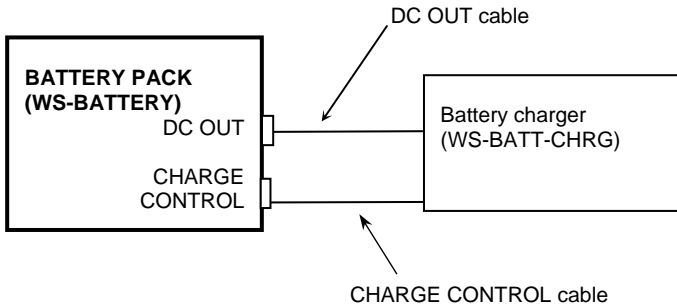 DC OUT cable
BATTERY PACK
(WS-BATTERY)
DC OUT
CHARGE
CONTROL
Battery charger
(WS-BATT-CHRG)
CHARGE CONTROL cable